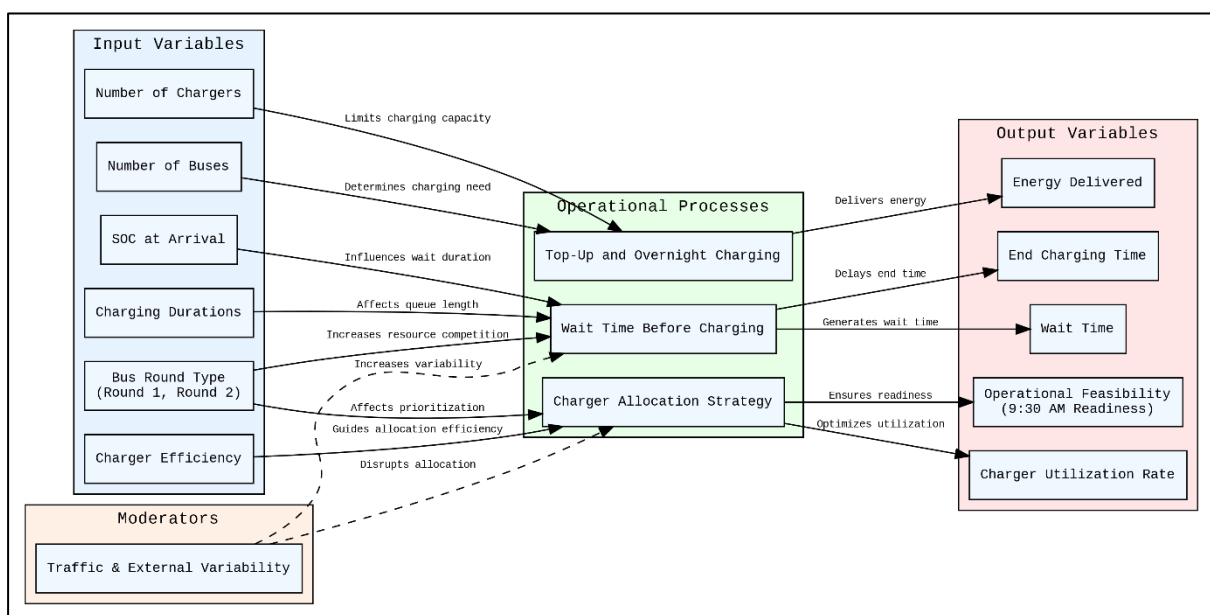 Input Variables
Number of Chargers
Number of Buses
SOC at Arrival
Charging Durations
Bus Round Type
(Round 1, Round 2)
Charger Efficiency
Moderators
Traffic & External Variability
Limits charging capacity
Determines charging need
Influences wait duration
Affects queue length
Increases resource competition
Increases variability
Affects prioritization
Guides allocation efficiency
Disrupts allocation
Operational Processes
Top-Up and Overnight Charging
Wait Time Before Charging
Charger Allocation Strategy
Delivers energy
Delays end time
Generates wait time
Ensures readiness
Optimizes utilization
Output Variables
Energy Delivered
End Charging Time
Wait Time
Operational Feasibility
(9:30 AM Readiness)
Charger Utilization Rate